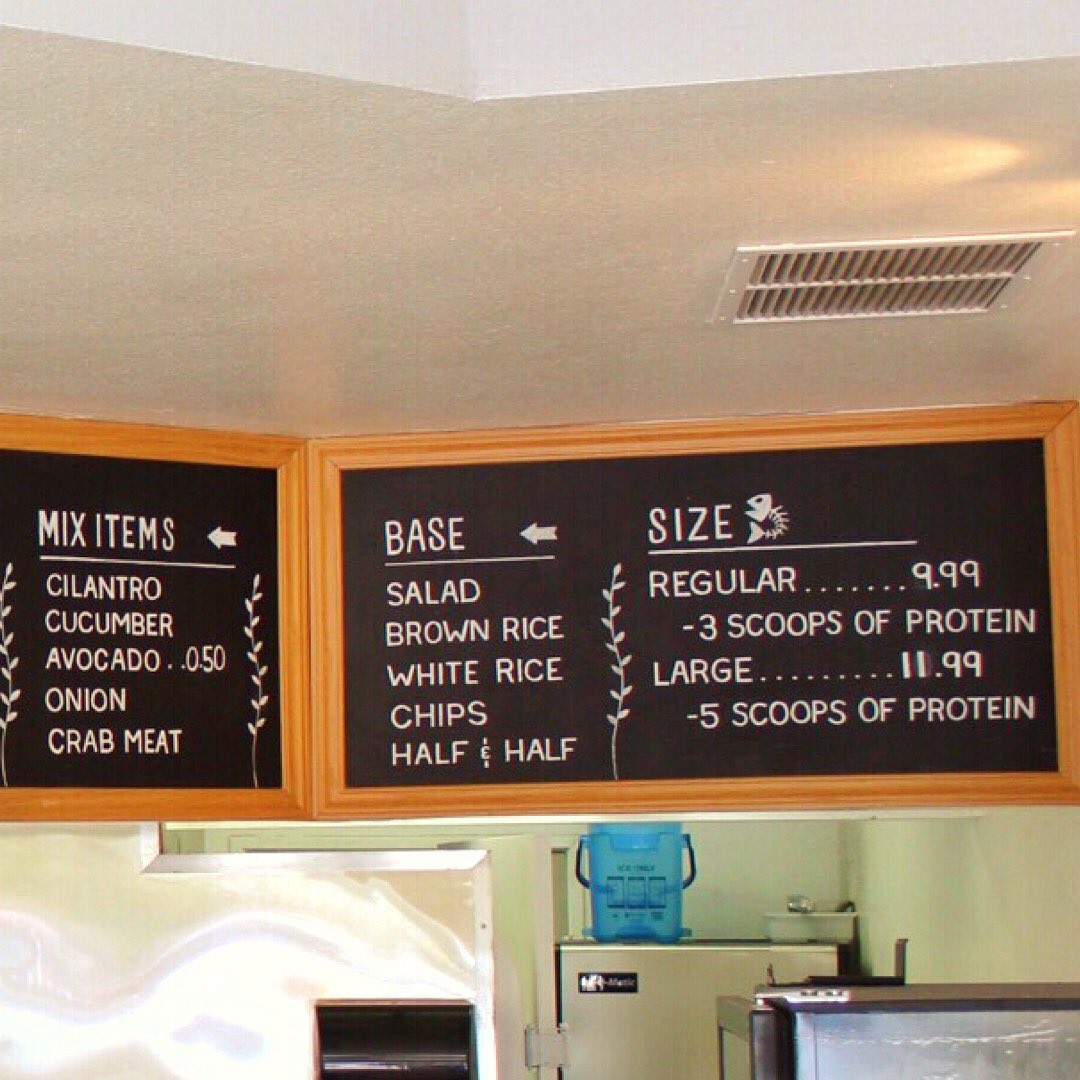 MIX ITEMS
CILANTRO
CUCUMBER
AVOCADO..0.50
ONION
CRAB MEAT
BASE
SALAD
BROWN RICE
WHITE RICE
CHIPS
HALF & HALF
SIZE
REGULAR.......9.99
-3 SCOOPS OF PROTEIN
LARGE.........11.99
-5 SCOOPS OF PROTEIN